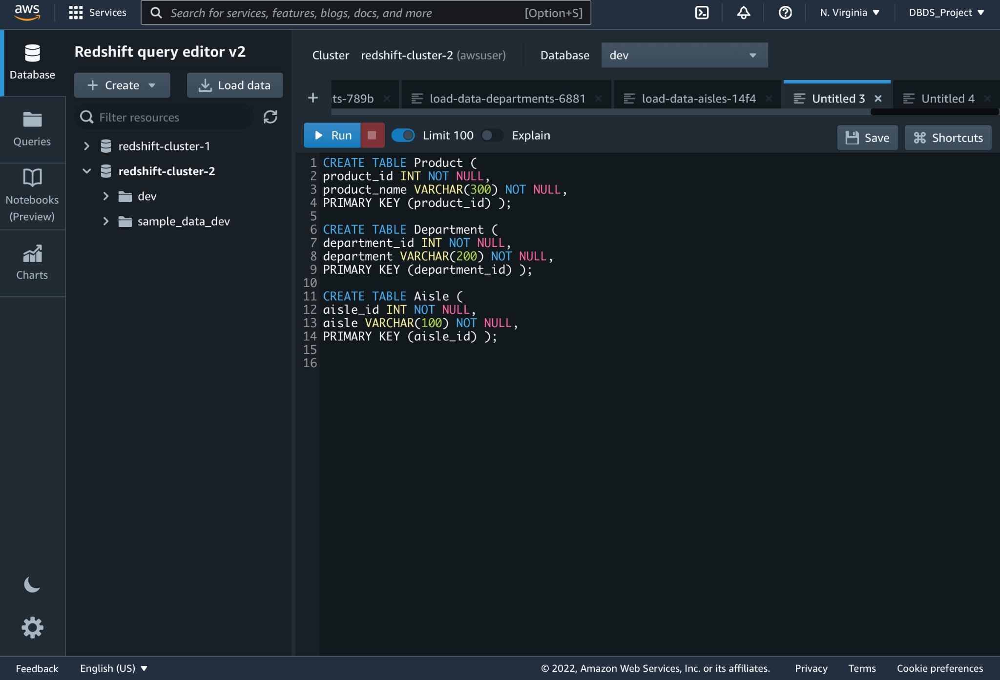 aws
Services
Search for services, features, blogs, docs, and more [Option+S]
N. Virginia ▼
DBDS_Project ▼
Database
Queries
Notebooks
(Preview)
Charts
Redshift query editor v2
+ Create
Load data
Filter resources
redshift-cluster-1
redshift-cluster-2
dev
sample_data_dev
Cluster redshift-cluster-2 (awsuser)
Database dev
ts-789b
load-data-departments-6881
load-data-aisles-14f4
Untitled 3
Untitled 4
Run
Limit 100
Explain
Save
Shortcuts
1 CREATE TABLE Product (
2 product_id INT NOT NULL,
3 product_name VARCHAR(300) NOT NULL,
4 PRIMARY KEY (product_id) );
5
6 CREATE TABLE Department (
7 department_id INT NOT NULL,
8 department VARCHAR(200) NOT NULL,
9 PRIMARY KEY (department_id) );
10
11 CREATE TABLE Aisle (
12 aisle_id INT NOT NULL,
13 aisle VARCHAR(100) NOT NULL,
14 PRIMARY KEY (aisle_id) );
15
16
Feedback
English (US) ▼
© 2022, Amazon Web Services, Inc. or its affiliates.
Privacy
Terms
Cookie preferences